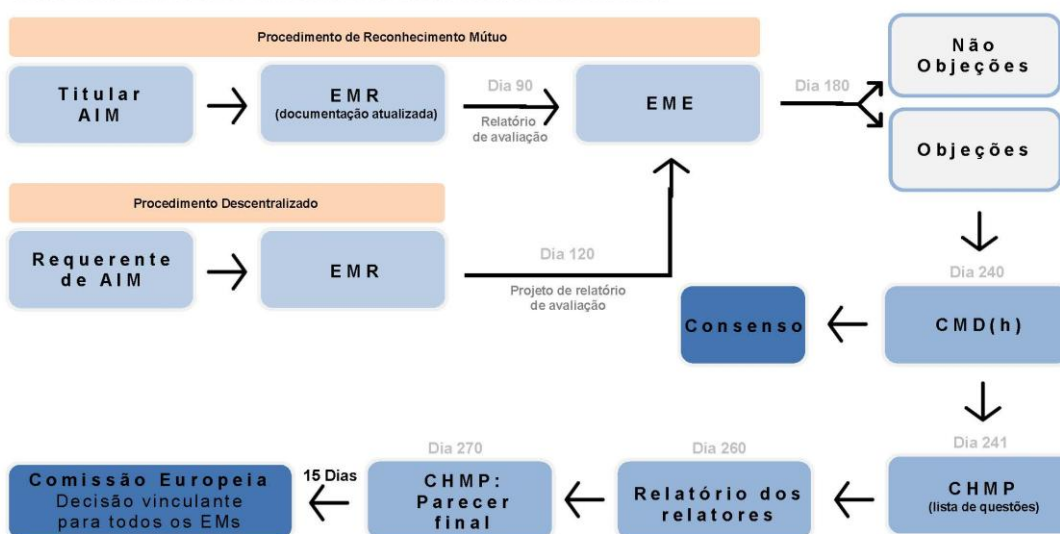 Procedimento de Reconhecimento Mútuo
Titular
AIM
EMR
(documentação atualizada)
Dia 90
Relatório
de avaliação
EME
Dia 180
Não
Objeções
Objeções
Procedimento Descentralizado
Requerente
de AIM
EMR
Dia 120
Projeto de relatório
de avaliação
Dia 240
CMD(h)
Consenso
Dia 241
CHMP
(lista de questões)
Dia 260
Relatório dos
relatores
Dia 270
CHMP:
Parecer
final
15 Dias
Comissão Europeia
Decisão vinculante
para todos os EMs